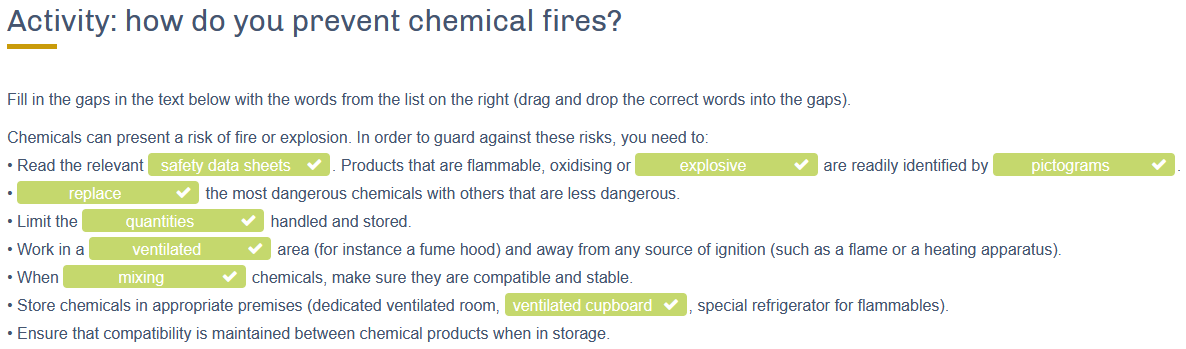 Activity: how do you prevent chemical fires?
Fill in the gaps in the text below with the words from the list on the right (drag and drop the correct words into the gaps).
Chemicals can present a risk of fire or explosion. In order to guard against these risks, you need to:
• Read the relevant safety data sheets ✔. Products that are flammable, oxidising or explosive ✔ are readily identified by pictograms ✔.
• replace ✔ the most dangerous chemicals with others that are less dangerous.
• Limit the quantities ✔ handled and stored.
• Work in a ventilated ✔ area (for instance a fume hood) and away from any source of ignition (such as a flame or a heating apparatus).
• When mixing ✔ chemicals, make sure they are compatible and stable.
• Store chemicals in appropriate premises (dedicated ventilated room, ventilated cupboard ✔, special refrigerator for flammables).
• Ensure that compatibility is maintained between chemical products when in storage.